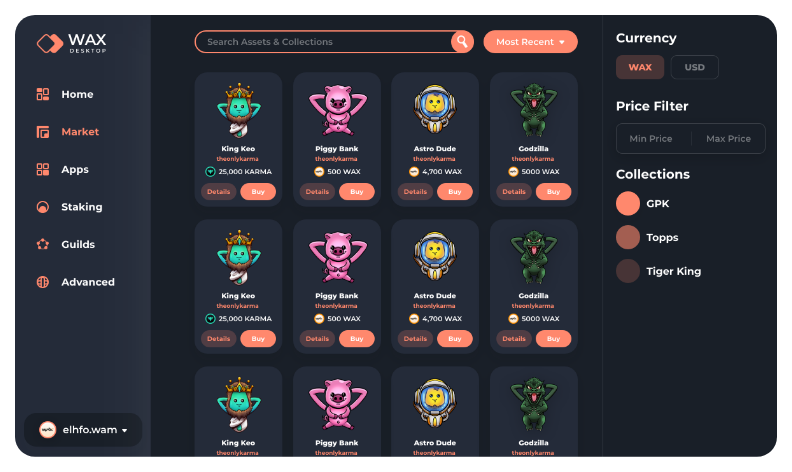 WAX
DESKTOP
Home
Market
Apps
Staking
Guilds
Advanced
elhfo.wam
Search Assets & Collections
Most Recent
King Keo
theonlykarma
25,000 KARMA
Details Buy
Piggy Bank
theonlykarma
500 WAX
Details Buy
Astro Dude
theonlykarma
4,700 WAX
Details Buy
Godzilla
theonlykarma
5000 WAX
Details Buy
King Keo
theonlykarma
25,000 KARMA
Details Buy
Piggy Bank
theonlykarma
500 WAX
Details Buy
Astro Dude
theonlykarma
4,700 WAX
Details Buy
Godzilla
theonlykarma
5000 WAX
Details Buy
King Keo
theonlykarma
Piggy Bank
theonlykarma
Astro Dude
theonlykarma
Godzilla
theonlykarma
Currency
WAX USD
Price Filter
Min Price Max Price
Collections
GPK
Topps
Tiger King